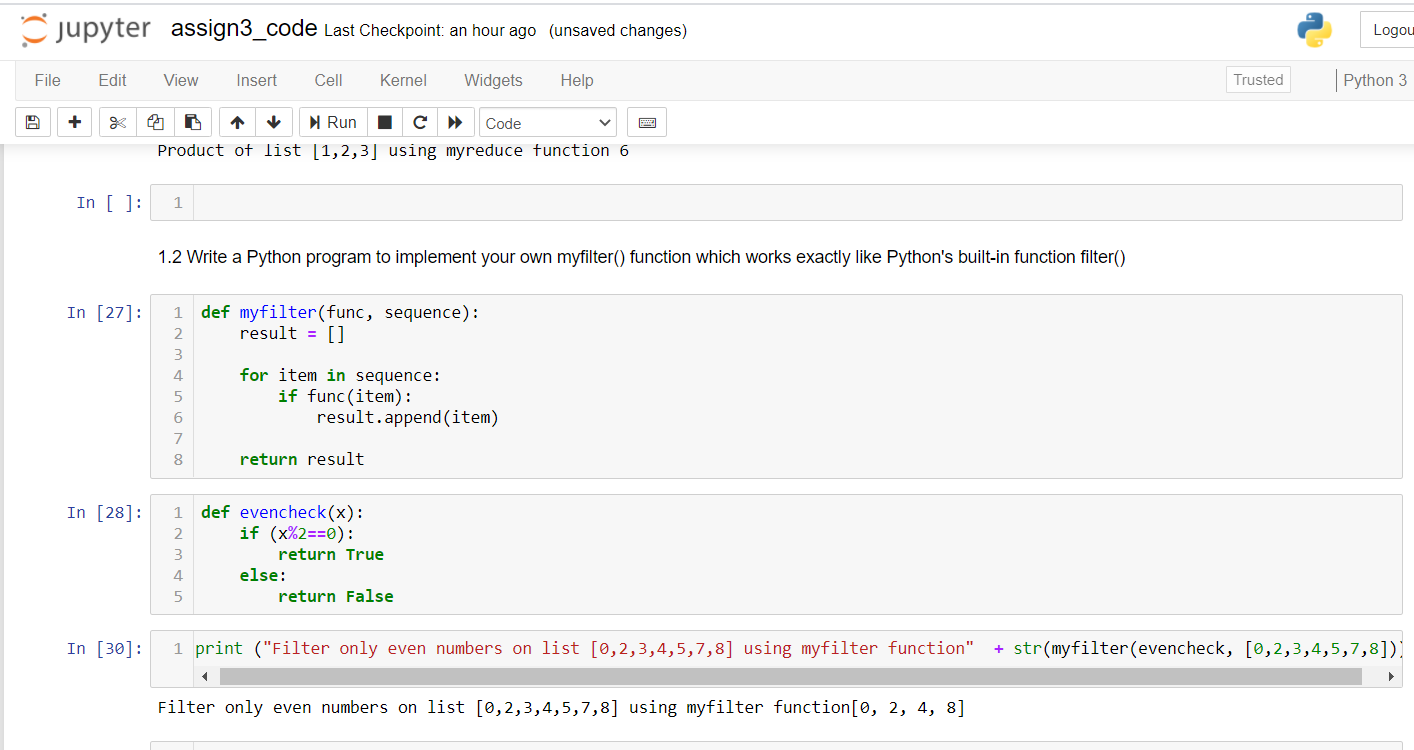 jupyter assign3_code Last Checkpoint: an hour ago (unsaved changes)
Logou
File Edit View Insert Cell Kernel Widgets Help Trusted Python 3
Run Code
Product of list [1,2,3] using myreduce function 6
In [ ]: 1
1.2 Write a Python program to implement your own myfilter() function which works exactly like Python's built-in function filter()
In [27]: 1 def myfilter(func, sequence):
2     result = []
3
4     for item in sequence:
5         if func(item):
6             result.append(item)
7
8     return result
In [28]: 1 def evencheck(x):
2     if (x%2==0):
3         return True
4     else:
5         return False
In [30]: 1 print ("Filter only even numbers on list [0,2,3,4,5,7,8] using myfilter function"  + str(myfilter(evencheck, [0,2,3,4,5,7,8]))
Filter only even numbers on list [0,2,3,4,5,7,8] using myfilter function[0, 2, 4, 8]